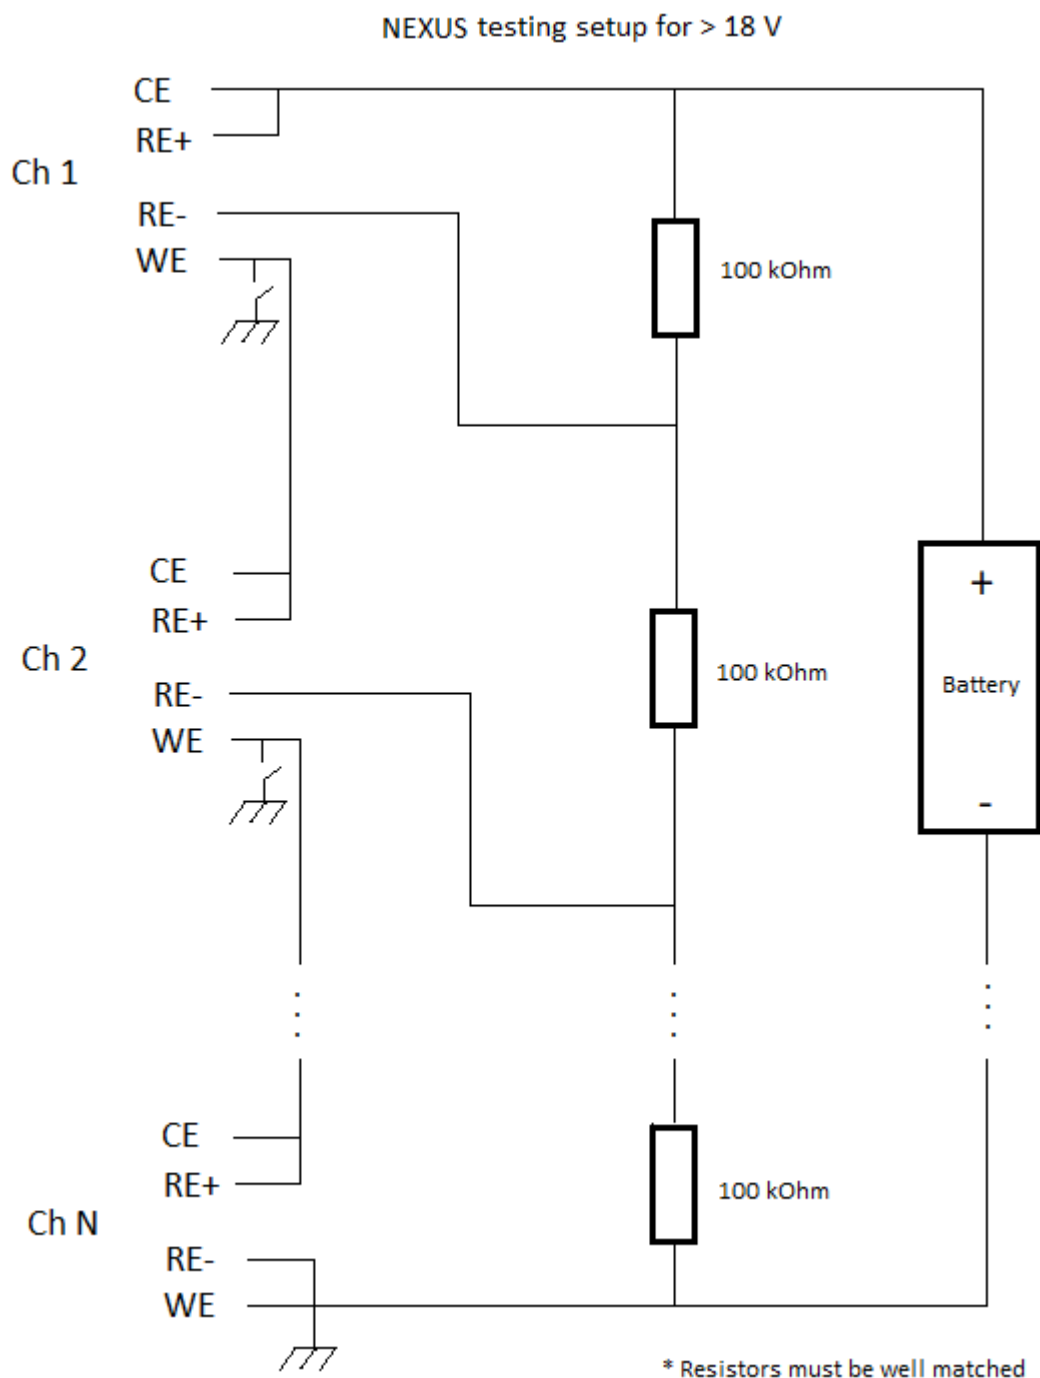 NEXUS testing setup for > 18 V
CE
RE+
Ch 1
RE-
WE
100 kOhm
CE
RE+
Ch 2
RE-
WE
100 kOhm
+
Battery
-
CE
RE+
Ch N
RE-
WE
100 kOhm
* Resistors must be well matched